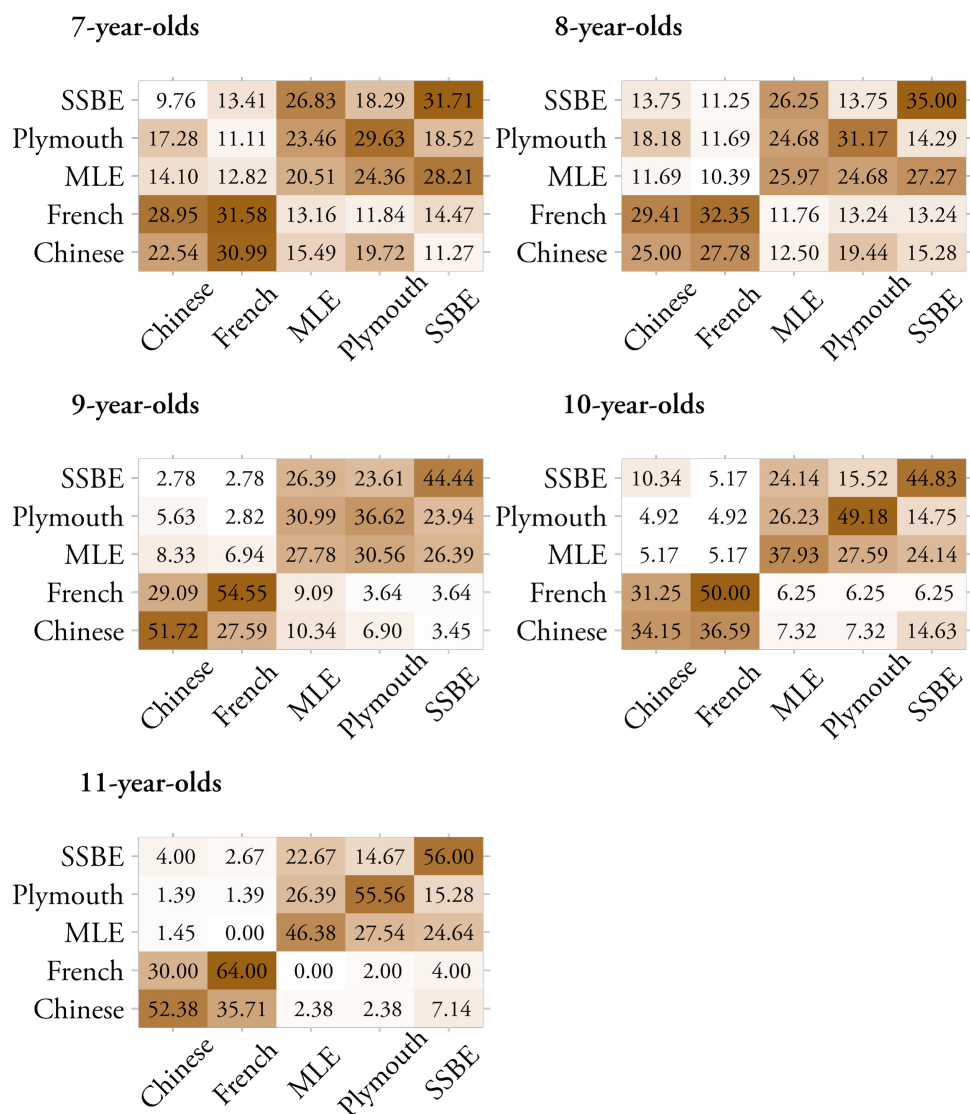 7-year-olds
SSBE 9.76 13.41 26.83 18.29 31.71
Plymouth 17.28 11.11 23.46 29.63 18.52
MLE 14.10 12.82 20.51 24.36 28.21
French 28.95 31.58 13.16 11.84 14.47
Chinese 22.54 30.99 15.49 19.72 11.27
Chinese French MLE Plymouth SSBE
8-year-olds
13.75 11.25 26.25 13.75 35.00
SSBE
Plymouth 18.18 11.69 24.68 31.17 14.29
MLE 11.69 10.39 25.97 24.68 27.27
French 29.41 32.35 11.76 13.24 13.24
Chinese 25.00 27.78 12.50 19.44 15.28
Chinese French MLE Plymouth SSBE
9-year-olds
SSBE 2.78 2.78 26.39 23.61 44.44
Plymouth 5.63 2.82 30.99 36.62 23.94
MLE 8.33 6.94 27.78 30.56 26.39
French 29.09 54.55 9.09 3.64 3.64
Chinese 51.72 27.59 10.34 6.90 3.45
Chinese French MLE Plymouth SSBE
10-year-olds
SSBE 10.34 5.17 24.14 15.52 44.83
Plymouth 4.92 4.92 26.23 49.18 14.75
MLE 5.17 5.17 37.93 27.59 24.14
French 31.25 50.00 6.25 6.25 6.25
Chinese 34.15 36.59 7.32 7.32 14.63
Chinese French MLE Plymouth SSBE
11-year-olds
SSBE 4.00 2.67 22.67 14.67 56.00
Plymouth 1.39 1.39 26.39 55.56 15.28
MLE 1.45 0.00 46.38 27.54 24.64
French 30.00 64.00 0.00 2.00 4.00
Chinese 52.38 35.71 2.38 2.38 7.14
Chinese French MLE Plymouth SSBE